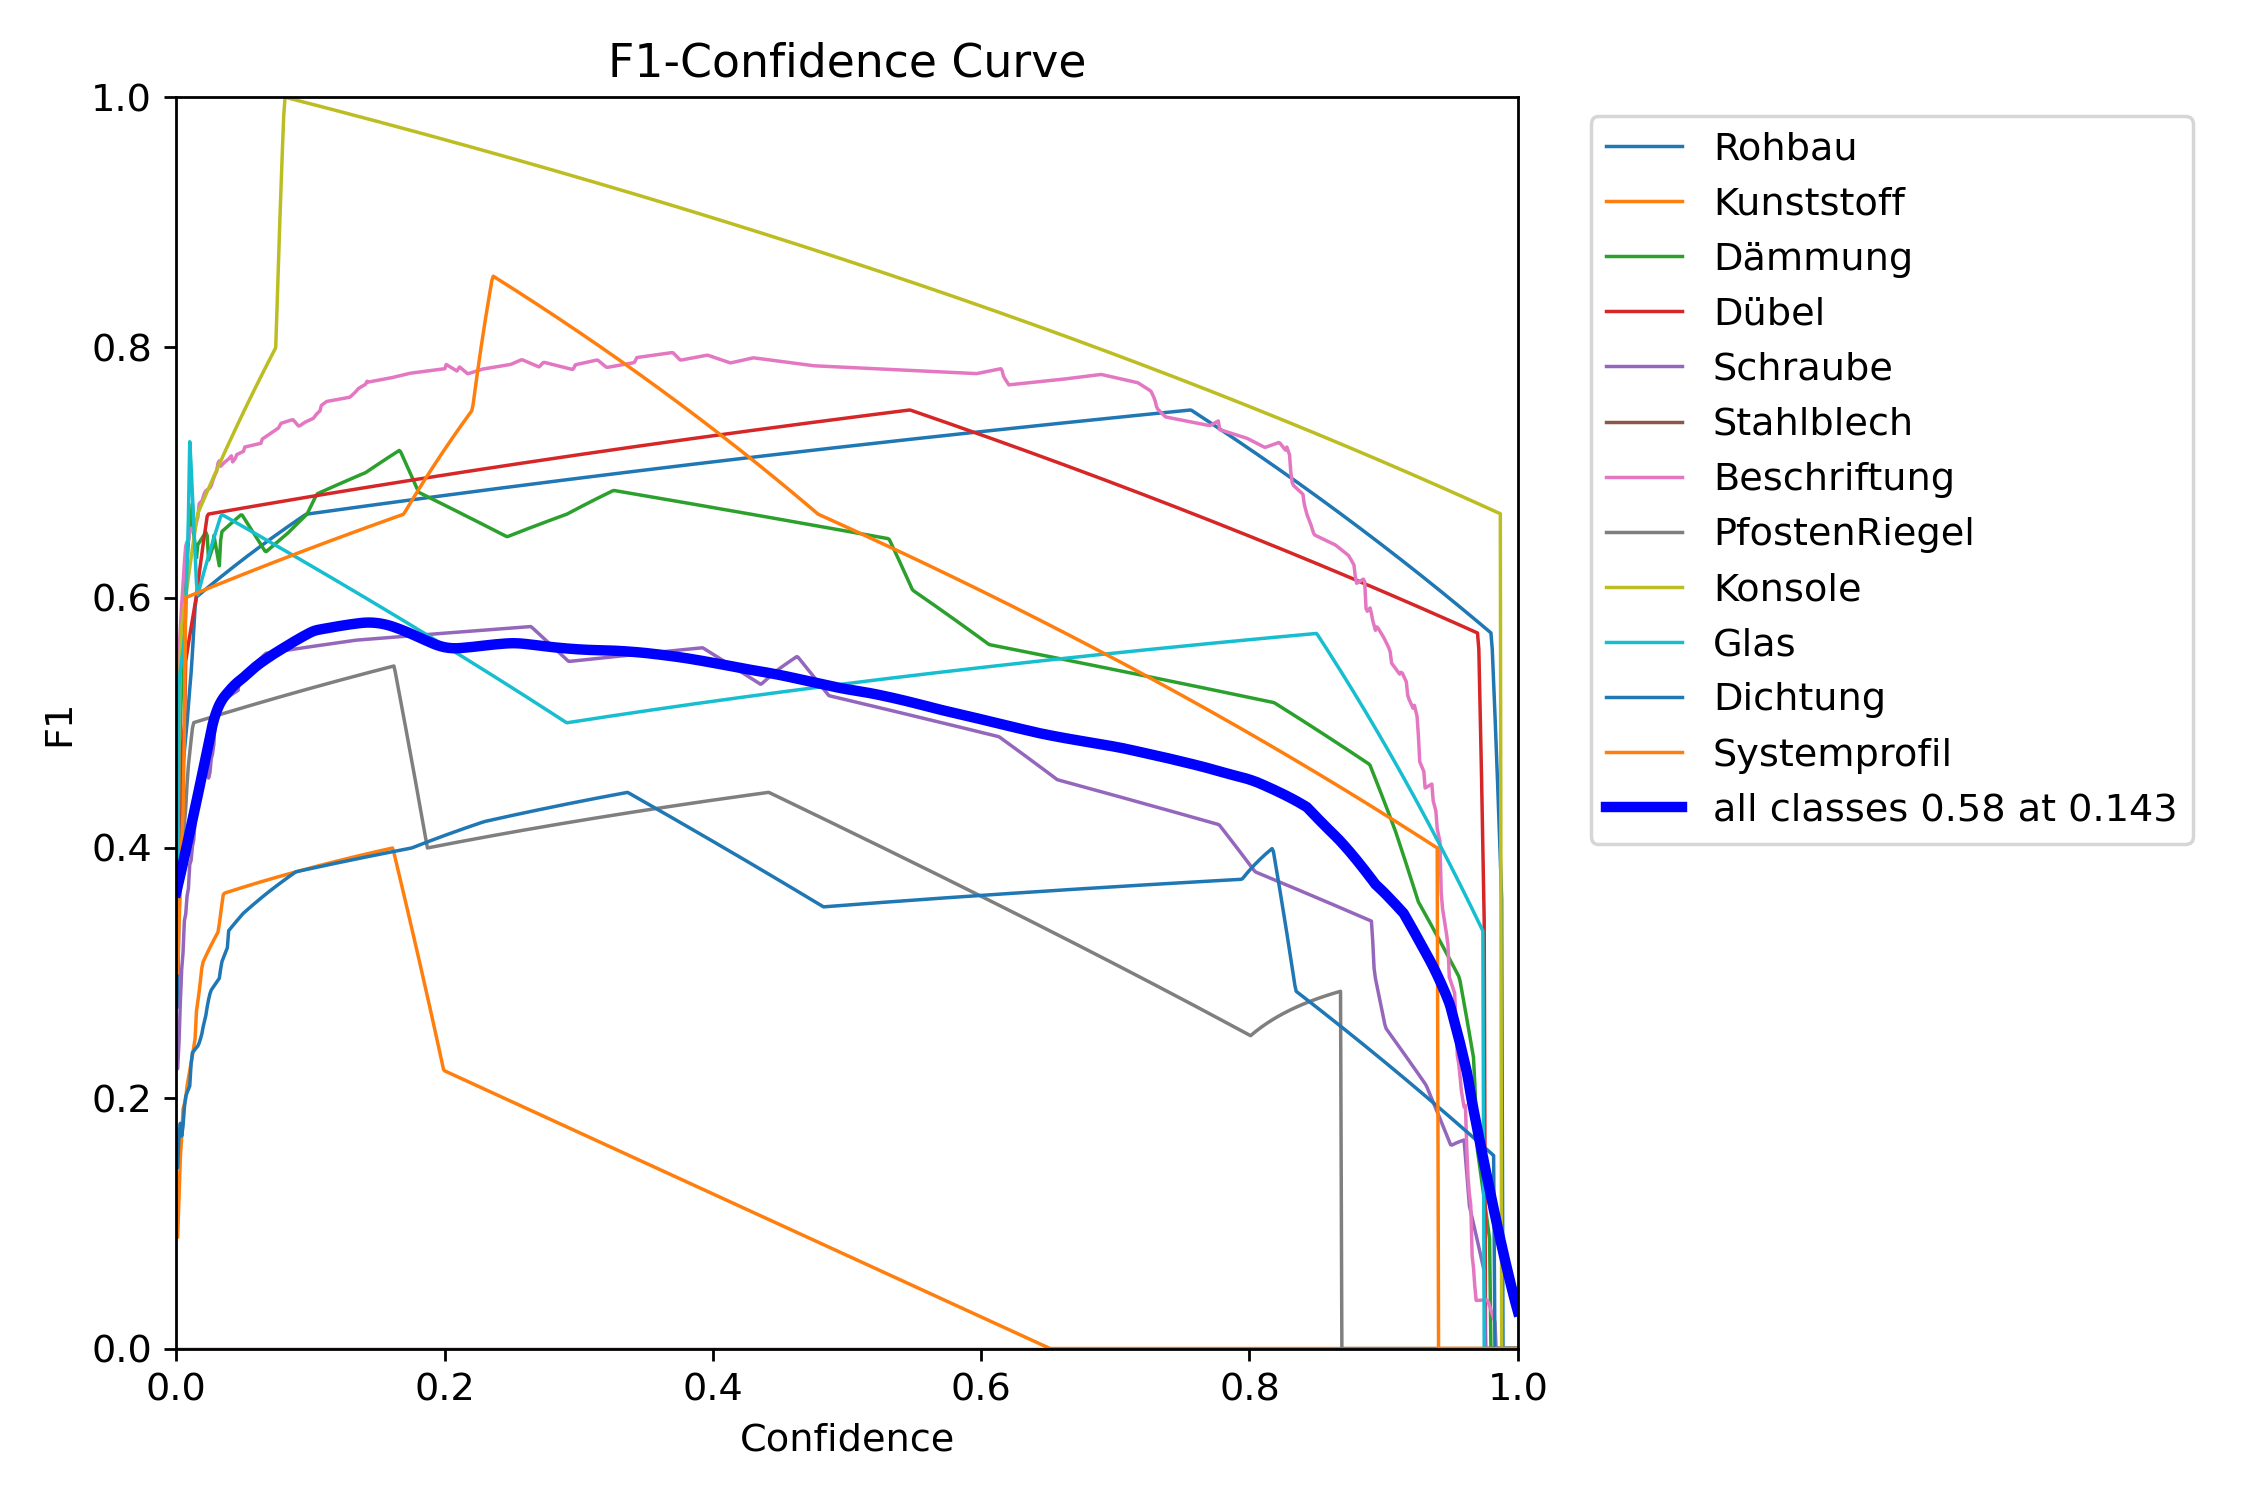 F1-Confidence Curve
1.0
0.8
0.6
0.4
0.2
0.0
F1
0.0 0.2 0.4 0.6 0.8 1.0
Confidence
Rohbau
Kunststoff
Dämmung
Dübel
Schraube
Stahlblech
Beschriftung
PfostenRiegel
Konsole
Glas
Dichtung
Systemprofil
all classes 0.58 at 0.143